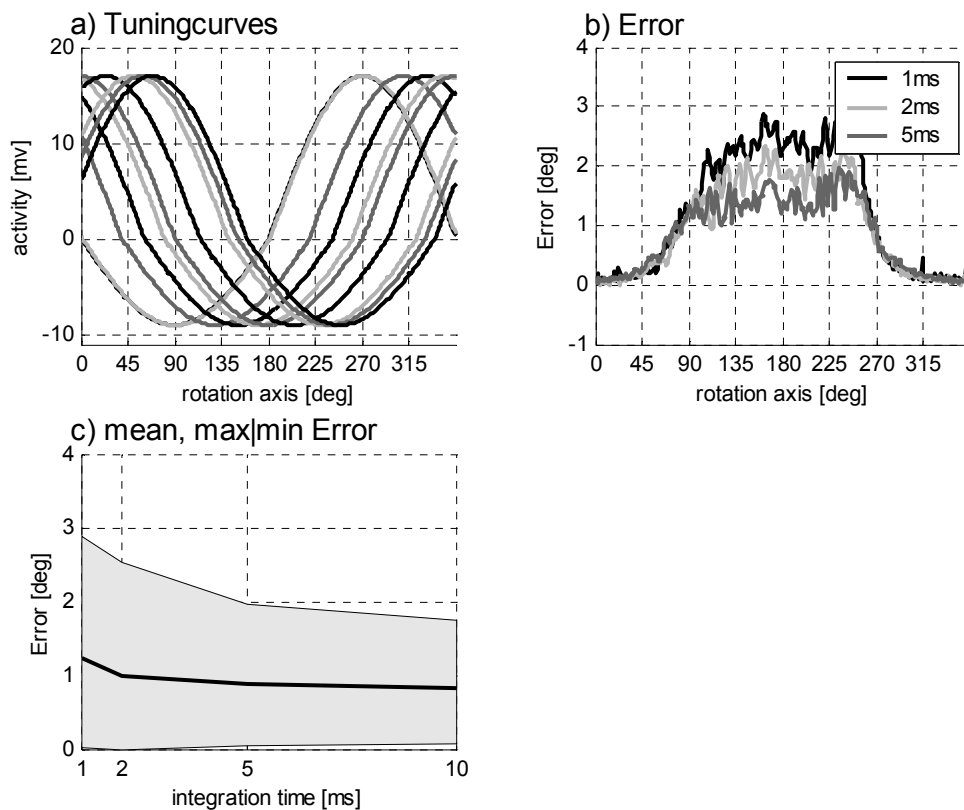 a) Tuningcurves
20
10
0
-10
activity [mv]
0 45 90 135 180 225 270 315
rotation axis [deg]
b) Error
1ms
2ms
5ms
4
3
2
1
0
-1
Error [deg]
0 45 90 135 180 225 270 315
rotation axis [deg]
c) mean, max|min Error
4
3
2
1
0
Error [deg]
1 2 5 10
integration time [ms]